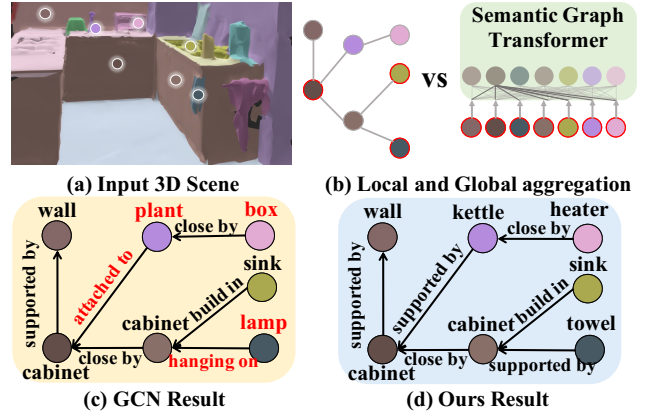 Semantic Graph
Transformer
vs
(a) Input 3D Scene
(b) Local and Global aggregation
wall
plant
box
close by
sink
supported by
attached to
build in
cabinet
lamp
close by
hanging on
cabinet
(c) GCN Result
wall
kettle
heater
close by
sink
supported by
supported by
build in
cabinet
towel
close by
supported by
cabinet
(d) Ours Result